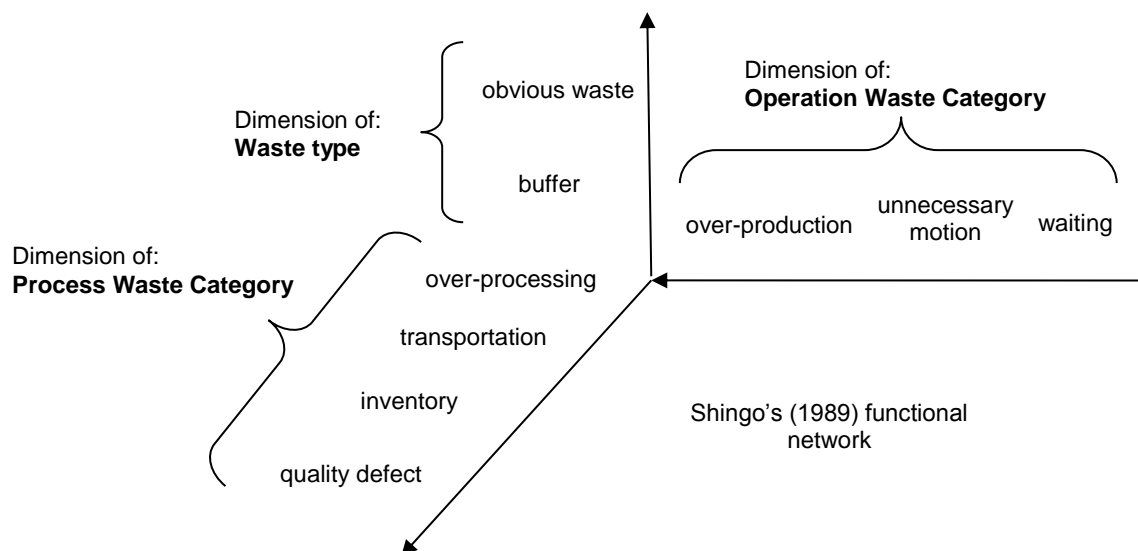 obvious waste
Dimension of:
Operation Waste Category
Dimension of:
Waste type
buffer
over-production
unnecessary
motion
waiting
Dimension of:
Process Waste Category
over-processing
transportation
inventory
quality defect
Shingo’s (1989) functional
network